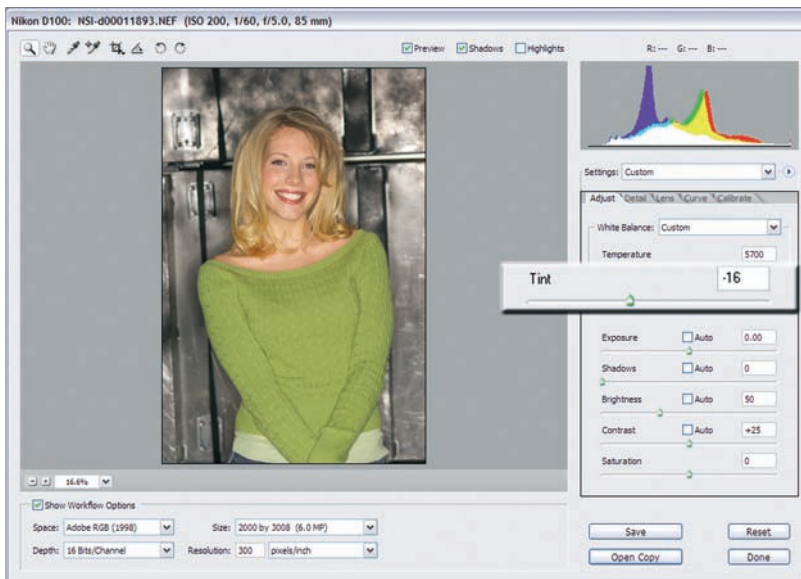 Nikon D100: NSI-d00011893.NEF (ISO 200, 1/60, f/5.0, 85 mm)
Preview Shadows Highlights R: --- G: --- B: ---
Settings: Custom
Adjust Detail Lens Curve Calibrate
White Balance: Custom
Temperature 5700
Tint -16
Exposure Auto 0.00
Shadows Auto 0
Brightness Auto 50
Contrast Auto +25
Saturation 0
16.6%
Show Workflow Options
Space: Adobe RGB (1998) Size: 2000 by 3008 (6.0 MP)
Depth: 16 Bits/Channel Resolution: 300 pixels/inch
Save Reset
Open Copy Done